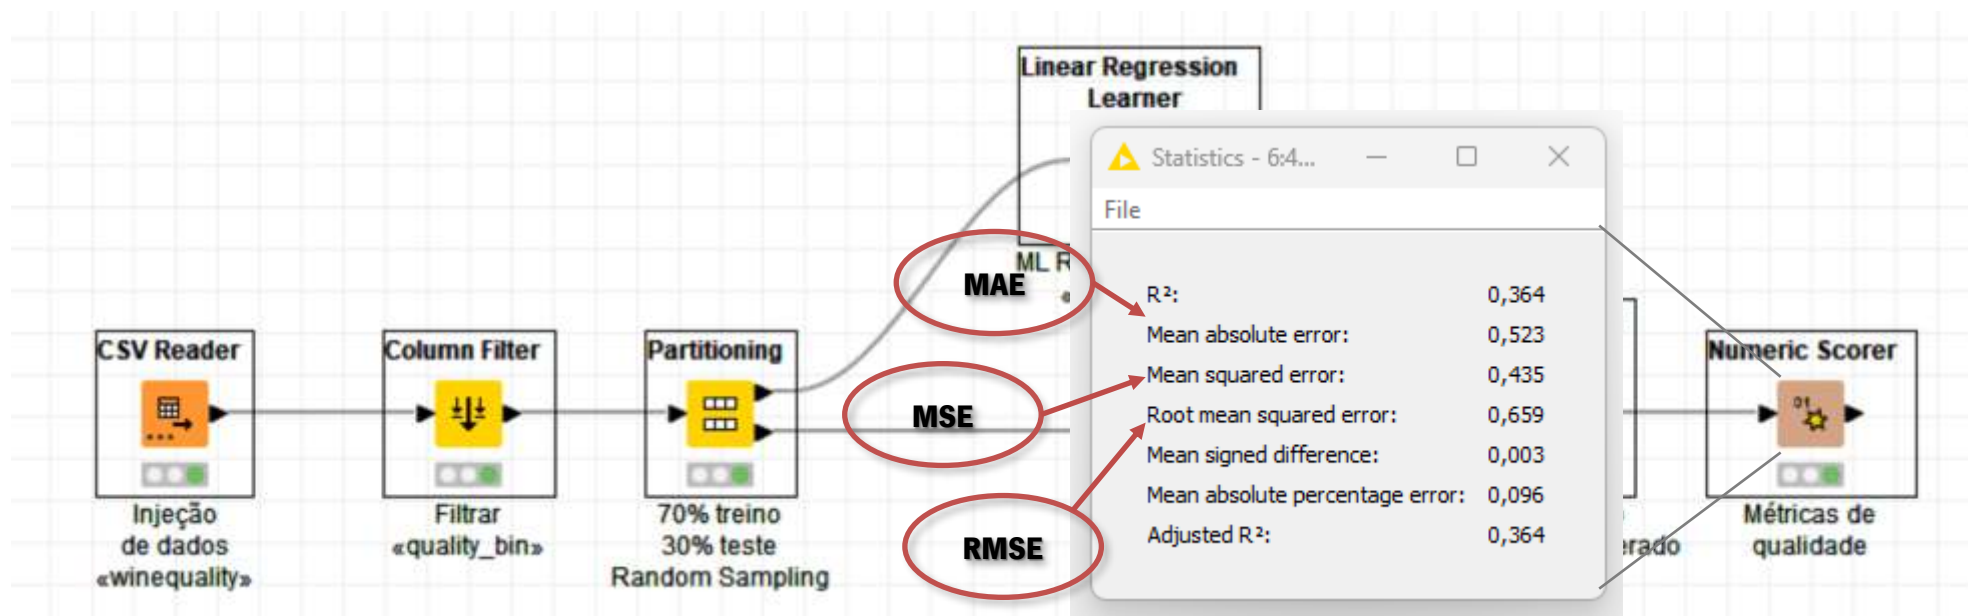 Linear Regression
Learner
Statistics - 6:4...
File
ML R
MAE
R²: 0,364
Mean absolute error: 0,523
Mean squared error: 0,435
Root mean squared error: 0,659
Mean signed difference: 0,003
Mean absolute percentage error: 0,096
Adjusted R²: 0,364
MSE
RMSE
CSV Reader
Injeção
de dados
«winequality»
Column Filter
Filtrar
«quality_bin»
Partitioning
70% treino
30% teste
Random Sampling
erado
Numeric Scorer
Métricas de
qualidade